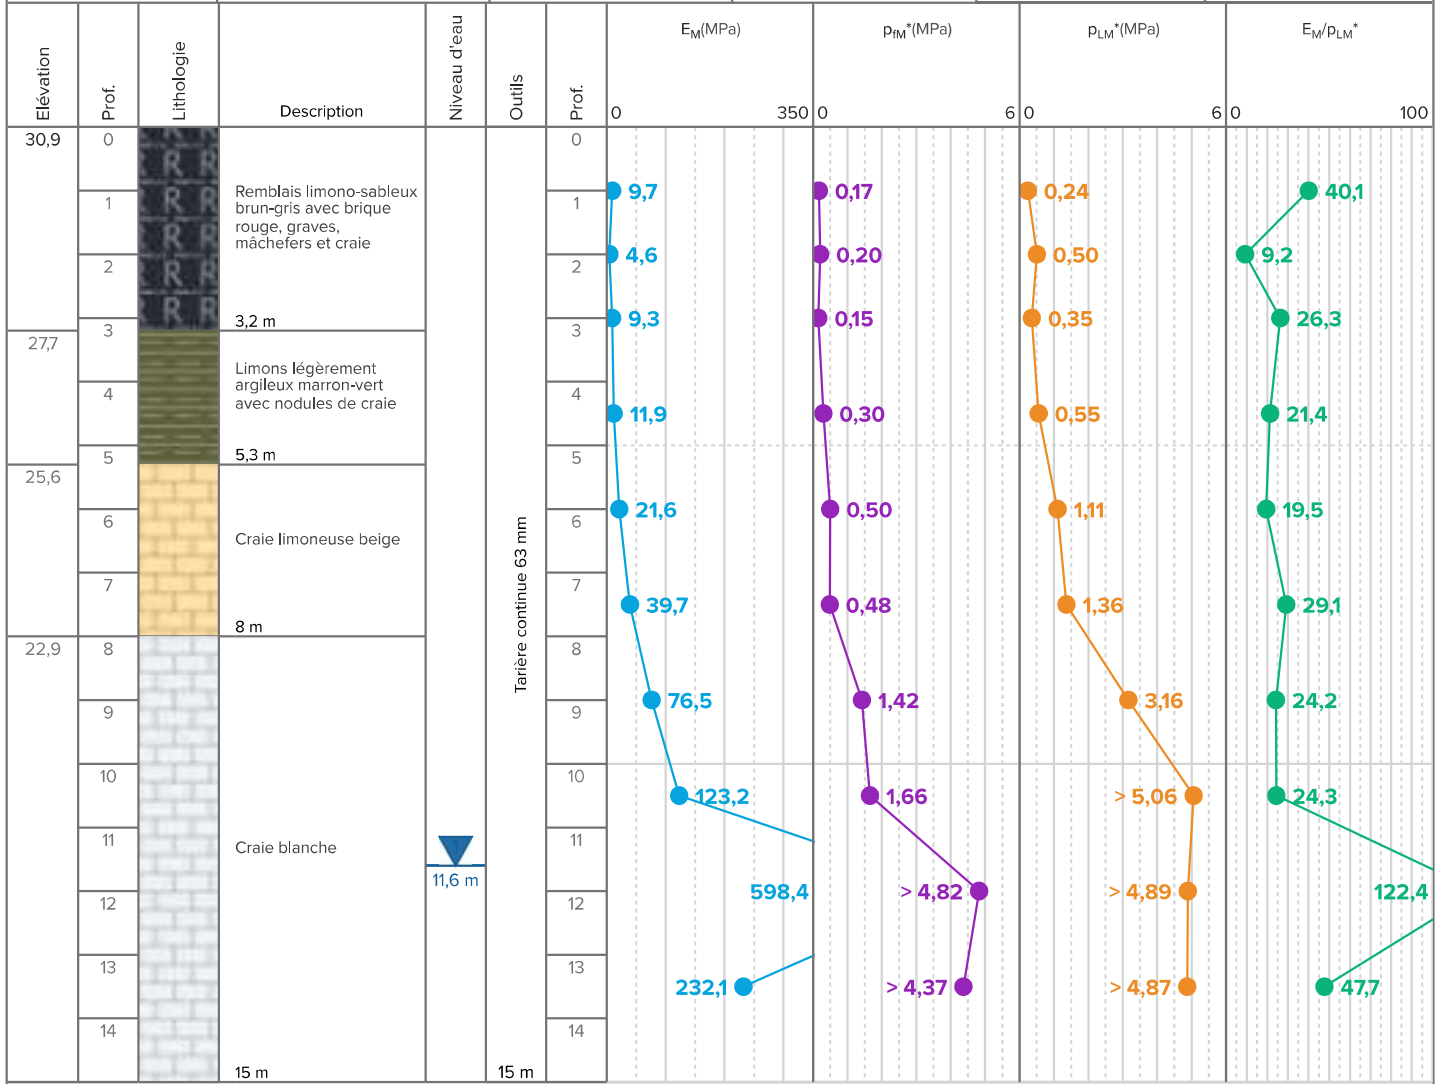 Elévation
Prof.
Lithologie
Description
Niveau d'eau
Outils
Prof.
E_M(MPa)
0 350
p_fM*(MPa)
0 6
p_LM*(MPa)
0 6
E_M/p_LM*
0 100
30,9
27,7
25,6
22,9
0
1
2
3
4
5
6
7
8
9
10
11
12
13
14
R R
R R
R R
R R
Remblais limono-sableux
brun-gris avec brique
rouge, graves,
mâchefers et craie
3,2 m
Limons légèrement
argileux marron-vert
avec nodules de craie
5,3 m
Craie limoneuse beige
8 m
Craie blanche
15 m
1
11,6 m
Tarière continue 63 mm
15 m
0
1
2
3
4
5
6
7
8
9
10
11
12
13
14
9,7
4,6
9,3
11,9
21,6
39,7
76,5
123,2
598,4
232,1
0,17
0,20
0,15
0,30
0,50
0,48
1,42
1,66
> 4,82
> 4,37
0,24
0,50
0,35
0,55
1,11
1,36
3,16
> 5,06
> 4,89
> 4,87
40,1
9,2
26,3
21,4
19,5
29,1
24,2
24,3
122,4
47,7